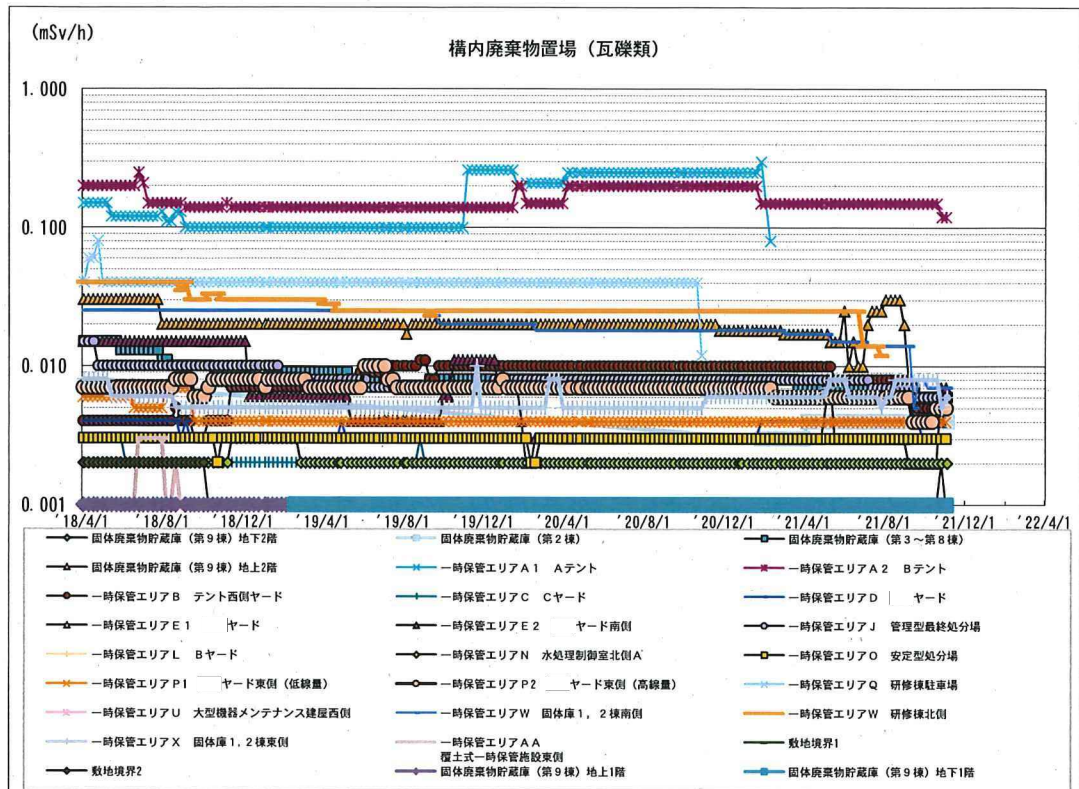 (mSv/h)
構内廃棄物置場（瓦礫類）
1.000
0.100
0.010
0.001
'18/4/1 '18/8/1 '18/12/1 '19/4/1 '19/8/1 '19/12/1 '20/4/1 '20/8/1 '20/12/1 '21/4/1 '21/8/1 '21/12/1 '22/4/1
固体廃棄物貯蔵庫（第９棟）地下2階 固体廃棄物貯蔵庫（第２棟） 固体廃棄物貯蔵庫（第３～第８棟）
固体廃棄物貯蔵庫（第９棟）地上2階 一時保管エリアＡ１ Ａテント 一時保管エリアＡ２ Ｂテント
一時保管エリアＢ テント西側ヤード 一時保管エリアＣ Ｃヤード 一時保管エリアＤ ヤード
一時保管エリアＥ１ ヤード 一時保管エリアＥ２ ヤード南側 一時保管エリアＪ 管理型最終処分場
一時保管エリアＬ Ｂヤード 一時保管エリアＮ 水処理制御室北側Ａ 一時保管エリアＯ 安定型処分場
一時保管エリアＰ1 ヤード東側（低線量） 一時保管エリアＰ２ ヤード東側（高線量） 一時保管エリアＱ 研修棟駐車場
一時保管エリアＵ 大型機器メンテナンス建屋西側 一時保管エリアＷ 固体庫１，２棟南側 一時保管エリアＷ 研修棟北側
一時保管エリアＸ 固体庫１，２棟東側 一時保管エリアＡＡ 敷地境界1
覆土式一時保管施設東側
敷地境界2 固体廃棄物貯蔵庫（第９棟）地上1階 固体廃棄物貯蔵庫（第９棟）地下1階